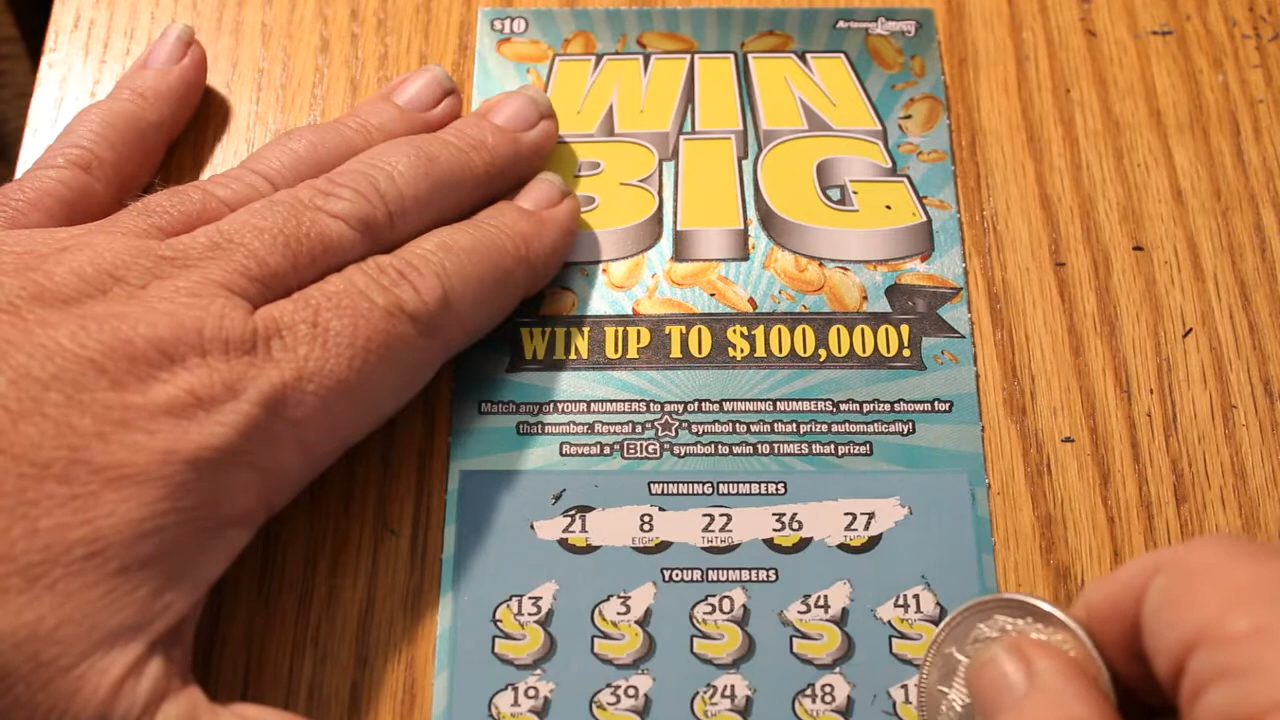 $10
Arizona Lottery
WIN
BIG
WIN UP TO $100,000!
Match any of YOUR NUMBERS to any of the WINNING NUMBERS, win prize shown for
that number. Reveal a "☆" symbol to win that prize automatically!
Reveal a "BIG" symbol to win 10 TIMES that prize!
WINNING NUMBERS
21 8 22 36 27
YOUR NUMBERS
13 3 50 34 41
19 39 24 48